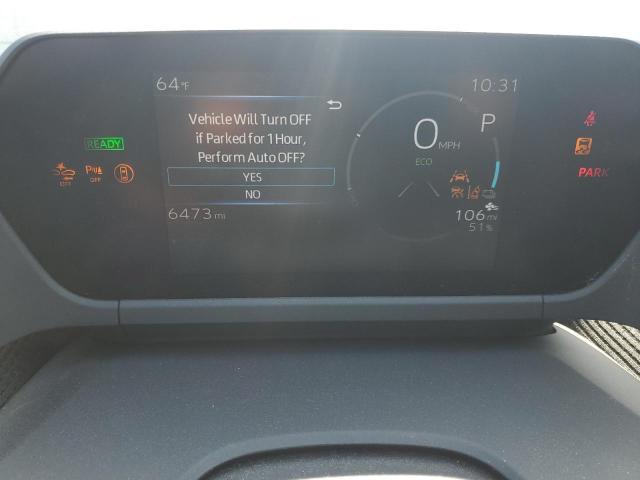 64°F
10:31
Vehicle Will Turn OFF
if Parked for 1 Hour,
Perform Auto OFF?
YES
NO
0 MPH
P
ECO
READY
OFF
P OFF
PARK
6473 mi
106 mi
51%